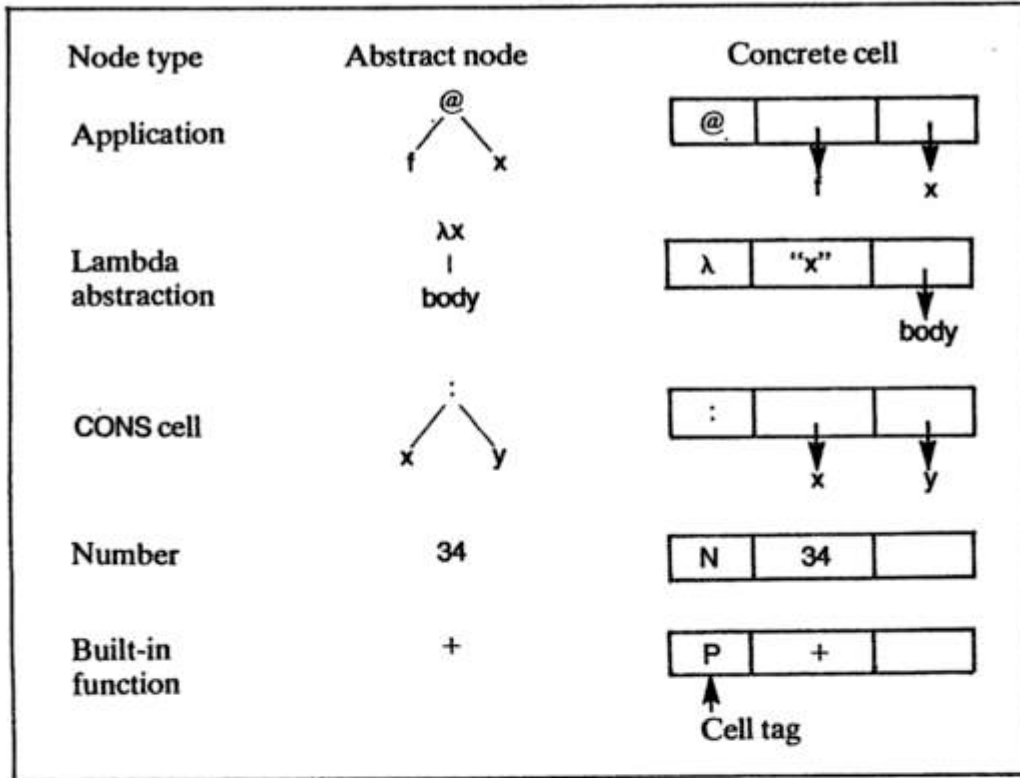 Node type Abstract node Concrete cell
Application @ @
f x f x
Lambda abstraction λx λ “x”
body body
CONS cell : :
x y x y
Number 34 N 34
Built-in function + P +
Cell tag